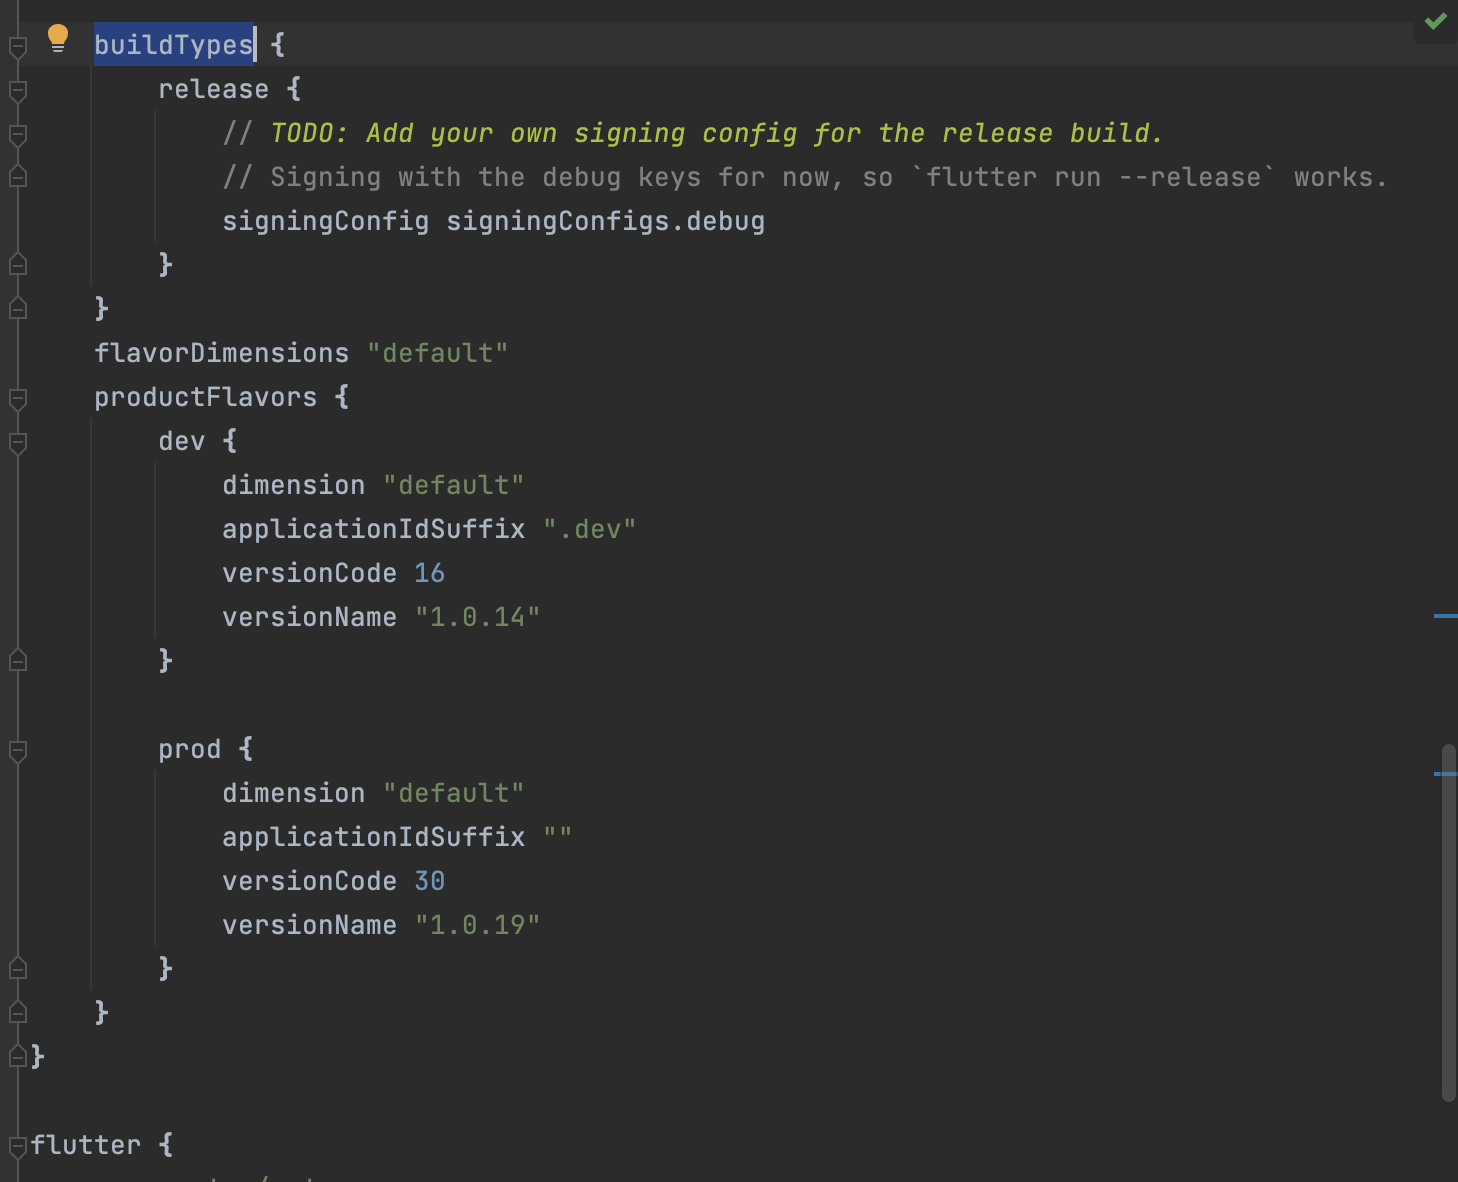 buildTypes {
release {
// TODO: Add your own signing config for the release build.
// Signing with the debug keys for now, so `flutter run --release` works.
signingConfig signingConfigs.debug
}
}
flavorDimensions "default"
productFlavors {
dev {
dimension "default"
applicationIdSuffix ".dev"
versionCode 16
versionName "1.0.14"
}
prod {
dimension "default"
applicationIdSuffix ""
versionCode 30
versionName "1.0.19"
}
}
}
flutter {